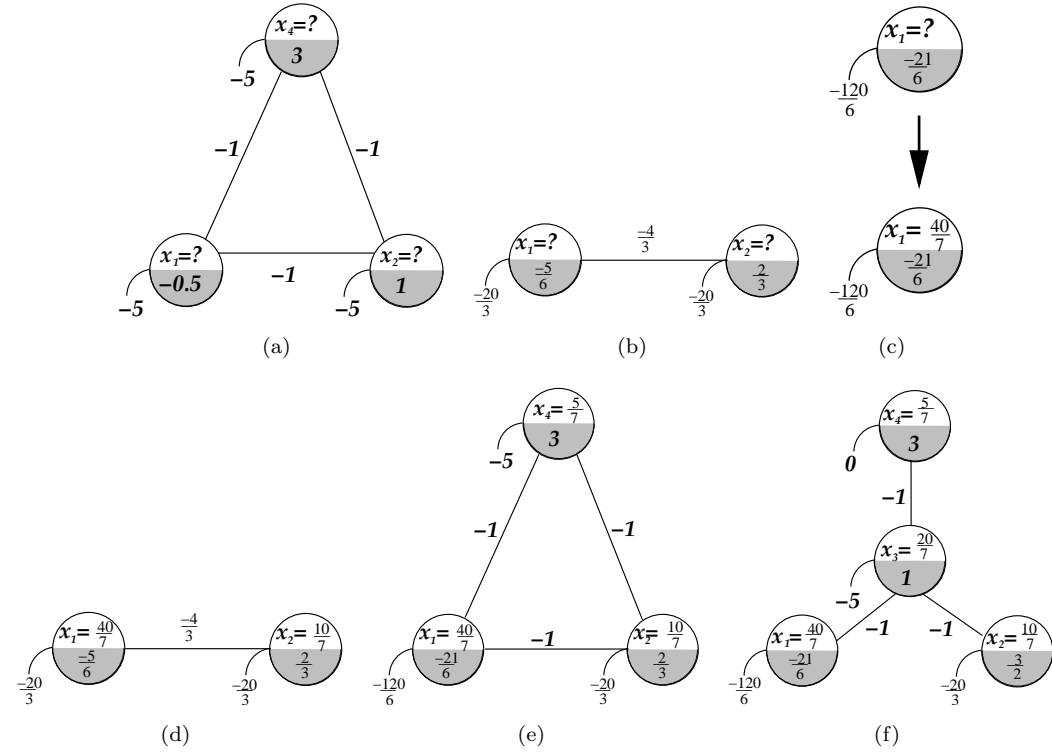 x₄=?
3
−5
−1
−1
x₁=?
−0.5
−5
−1
x₂=?
1
−5
(a)
x₁=?
−5/6
−20/3
−4/3
x₂=?
2/3
−20/3
(b)
x₁=?
−21/6
−120/6
x₁= 40/7
−21/6
−120/6
(c)
x₁= 40/7
−5/6
−20/3
−4/3
x₂= 10/7
2/3
−20/3
(d)
x₄= 5/7
3
−5
−1
−1
x₁= 40/7
−21/6
−120/6
−1
x₂= 10/7
2/3
−20/3
(e)
x₄= 5/7
3
0
−1
x₃= 20/7
1
−5
−1
−1
x₁= 40/7
−21/6
−120/6
x₂= 10/7
−3/2
−20/3
(f)